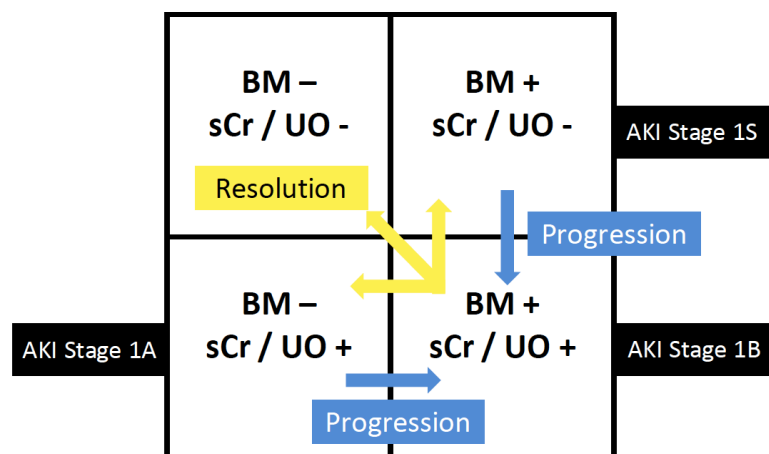 BM –
sCr / UO -
BM +
sCr / UO -
AKI Stage 1S
Resolution
Progression
BM –
sCr / UO +
BM +
sCr / UO +
AKI Stage 1A
AKI Stage 1B
Progression